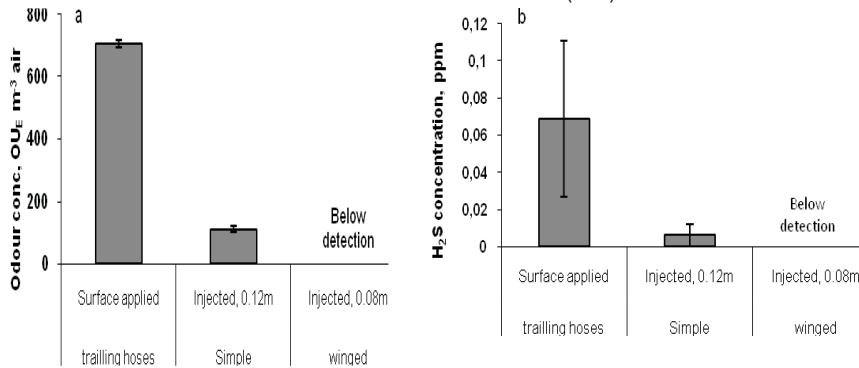 a
Odour conc. OU_E m⁻³ air
800
600
400
200
0
Below
detection
Surface applied
Injected, 0.12m
Injected, 0.08m
trailling hoses
Simple
winged
b
H₂S concentration, ppm
0,12
0,1
0,08
0,06
0,04
0,02
0
Below
detection
Surface applied
Injected, 0.12m
Injected, 0.08m
trailling hoses
Simple
winged